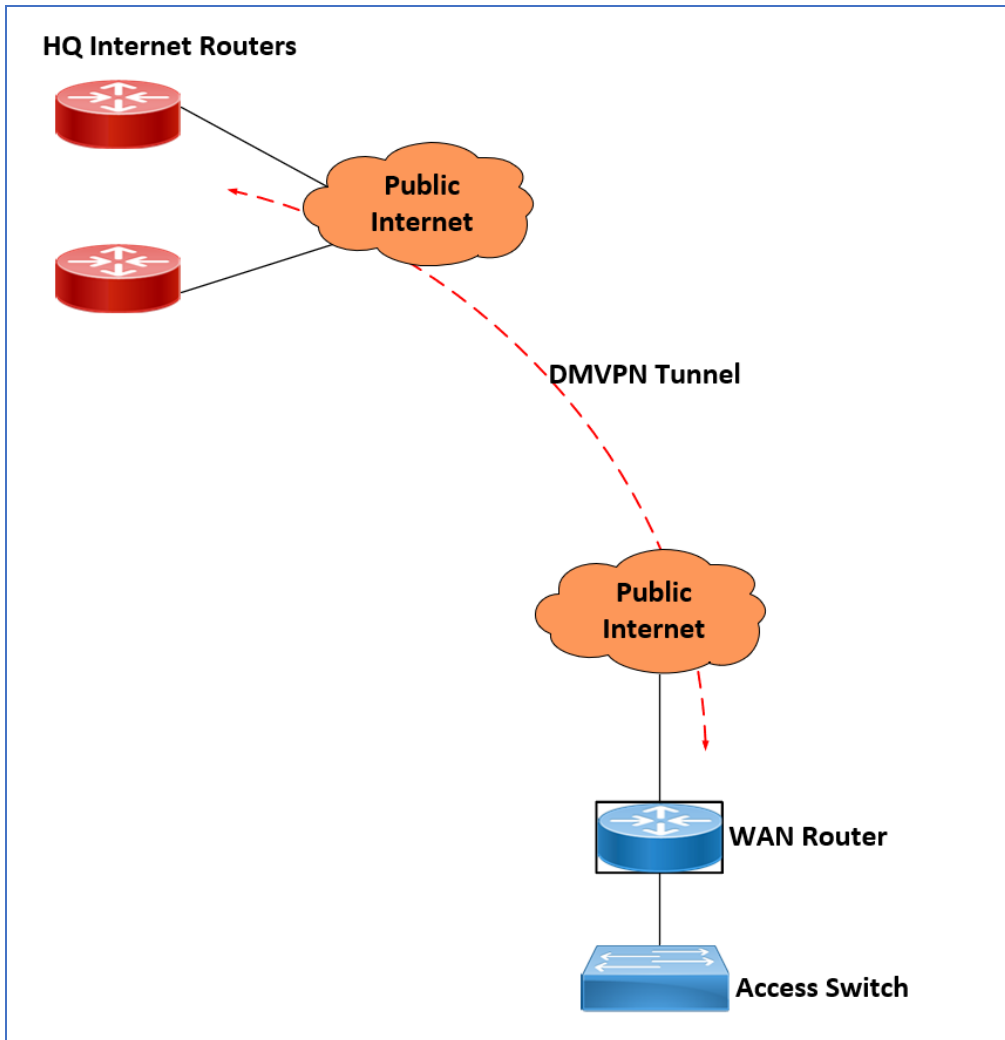 HQ Internet Routers
Public
Internet
DMVPN Tunnel
Public
Internet
WAN Router
Access Switch